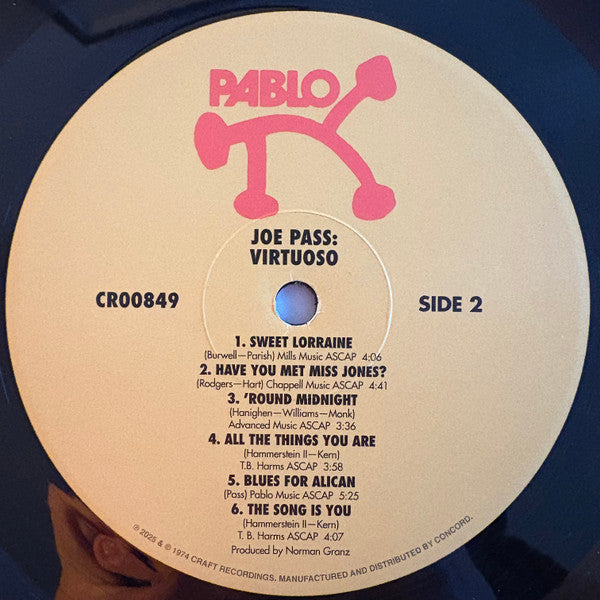 PABLO
JOE PASS:
VIRTUOSO
CR00849
SIDE 2
1. SWEET LORRAINE
(Burwell—Parish) Mills Music ASCAP 4:06
2. HAVE YOU MET MISS JONES?
(Rodgers—Hart) Chappell Music ASCAP 4:41
3. ’ROUND MIDNIGHT
(Hanighen—Williams—Monk)
Advanced Music ASCAP 3:36
4. ALL THE THINGS YOU ARE
(Hammerstein II—Kern)
T.B. Harms ASCAP 3:58
5. BLUES FOR ALICAN
(Pass) Pablo Music ASCAP 5:25
6. THE SONG IS YOU
(Hammerstein II—Kern)
T. B. Harms ASCAP 4:07
Produced by Norman Granz
℗ 2025 & ℗ 1974 CRAFT RECORDINGS. MANUFACTURED AND DISTRIBUTED BY CONCORD.